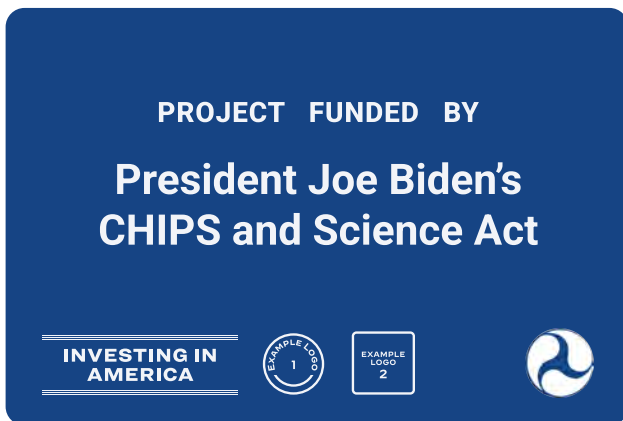 PROJECT FUNDED BY
President Joe Biden’s
CHIPS and Science Act
INVESTING IN
AMERICA
EXAMPLE LOGO
1
EXAMPLE
LOGO
2